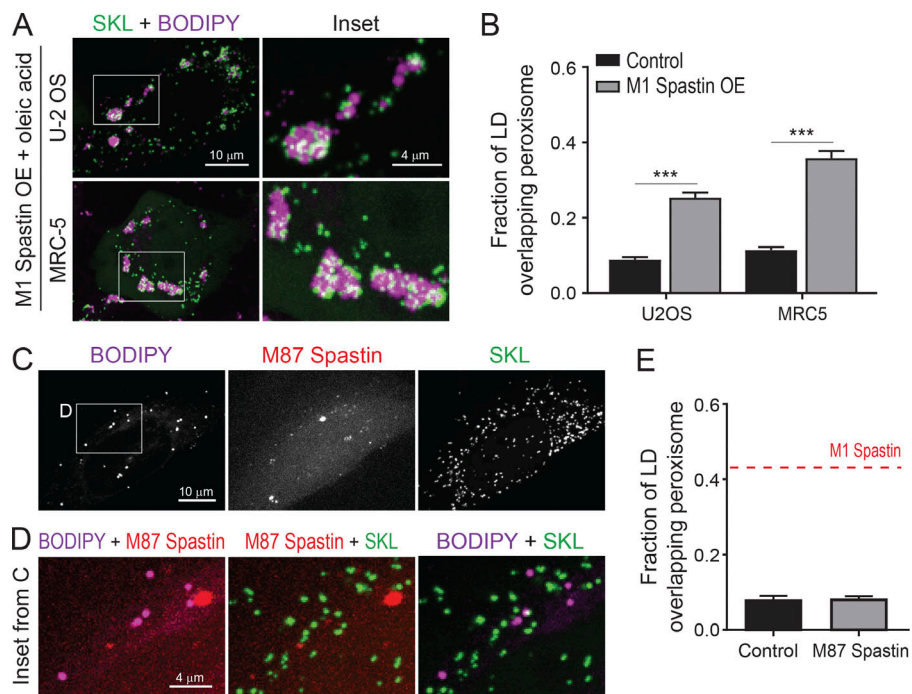 A
SKL + BODIPY
Inset
M1 Spastin OE + oleic acid
U-2 OS
10 μm
4 μm
MRC-5
B
Control
M1 Spastin OE
Fraction of LD
overlapping peroxisome
0.6
0.4
0.2
0.0
***
***
U2OS
MRC5
C
BODIPY
M87 Spastin
SKL
D
10 μm
D
BODIPY + M87 Spastin
M87 Spastin + SKL
BODIPY + SKL
Inset from C
4 μm
E
Fraction of LD
overlapping peroxisome
0.6
0.4
0.2
0.0
M1 Spastin
Control
M87 Spastin